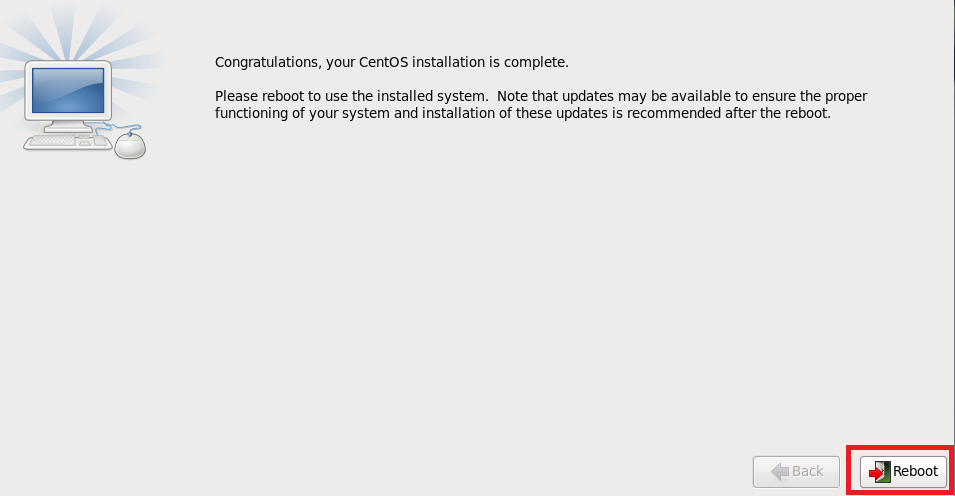 Congratulations, your CentOS installation is complete.
Please reboot to use the installed system.  Note that updates may be available to ensure the proper
functioning of your system and installation of these updates is recommended after the reboot.
Back
Reboot